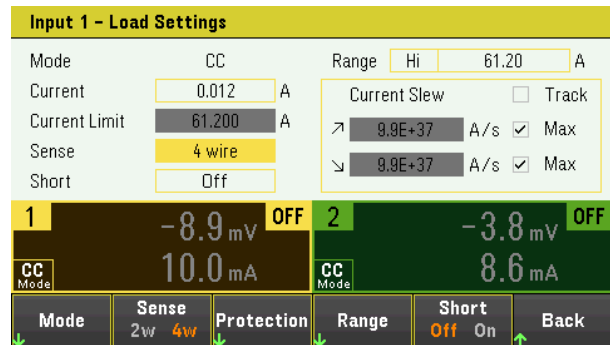 Input 1 – Load Settings
Mode CC Range Hi 61.20 A
Current 0.012 A Current Slew Track
Current Limit 61.200 A 9.9E+37 A/s Max
Sense 4 wire 9.9E+37 A/s Max
Short Off
1 -8.9 mV OFF 2 -3.8 mV OFF
CC Mode 10.0 mA CC Mode 8.6 mA
Mode Sense 2w 4w Protection Range Short Off On Back